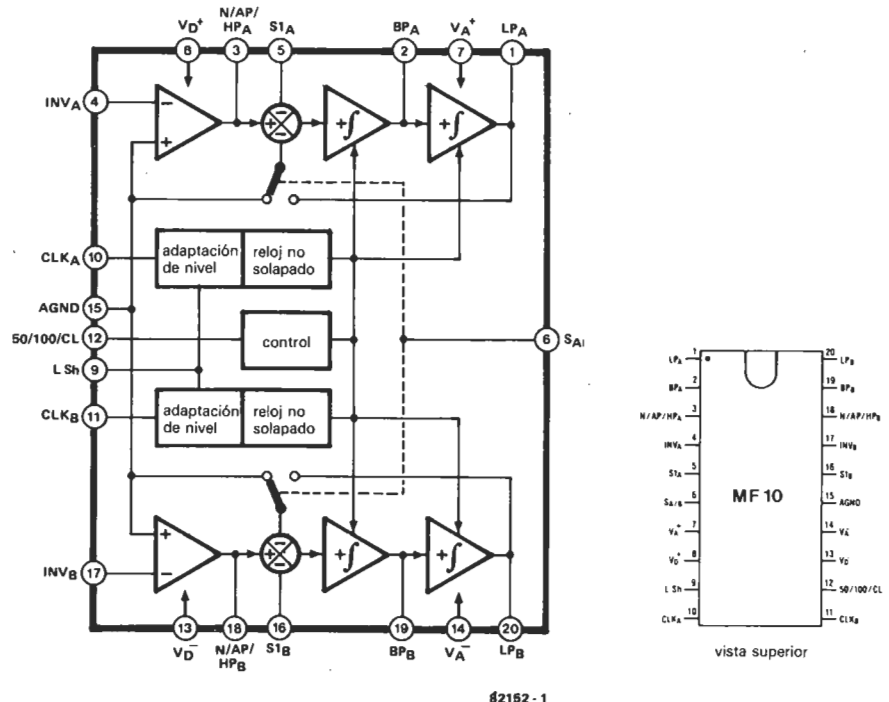 VD+ N/AP/ S1A BPA VA+ LPA
HPA
8 3 5 2 7 1
INVA 4
CLKA 10 adaptación reloj no
de nivel solapado
AGND 15
50/100/CL 12 control
6 SAI
L Sh 9
CLKB 11 adaptación reloj no
de nivel solapado
INVB 17
13 18 16 19 14 20
VD− N/AP/ S1B BPB VA− LPB
HPB
82152 - 1
1 20
LPA LPB
2 19
BPA BPB
3 18
N/AP/HPA N/AP/HPB
4 17
INVA INVB
5 16
S1A S1B
6 MF 10 15
SA/B AGND
7 14
VA+ VA−
8 13
VD+ VD−
9 12
L Sh 50/100/CL
10 11
CLKA CLKB
vista superior